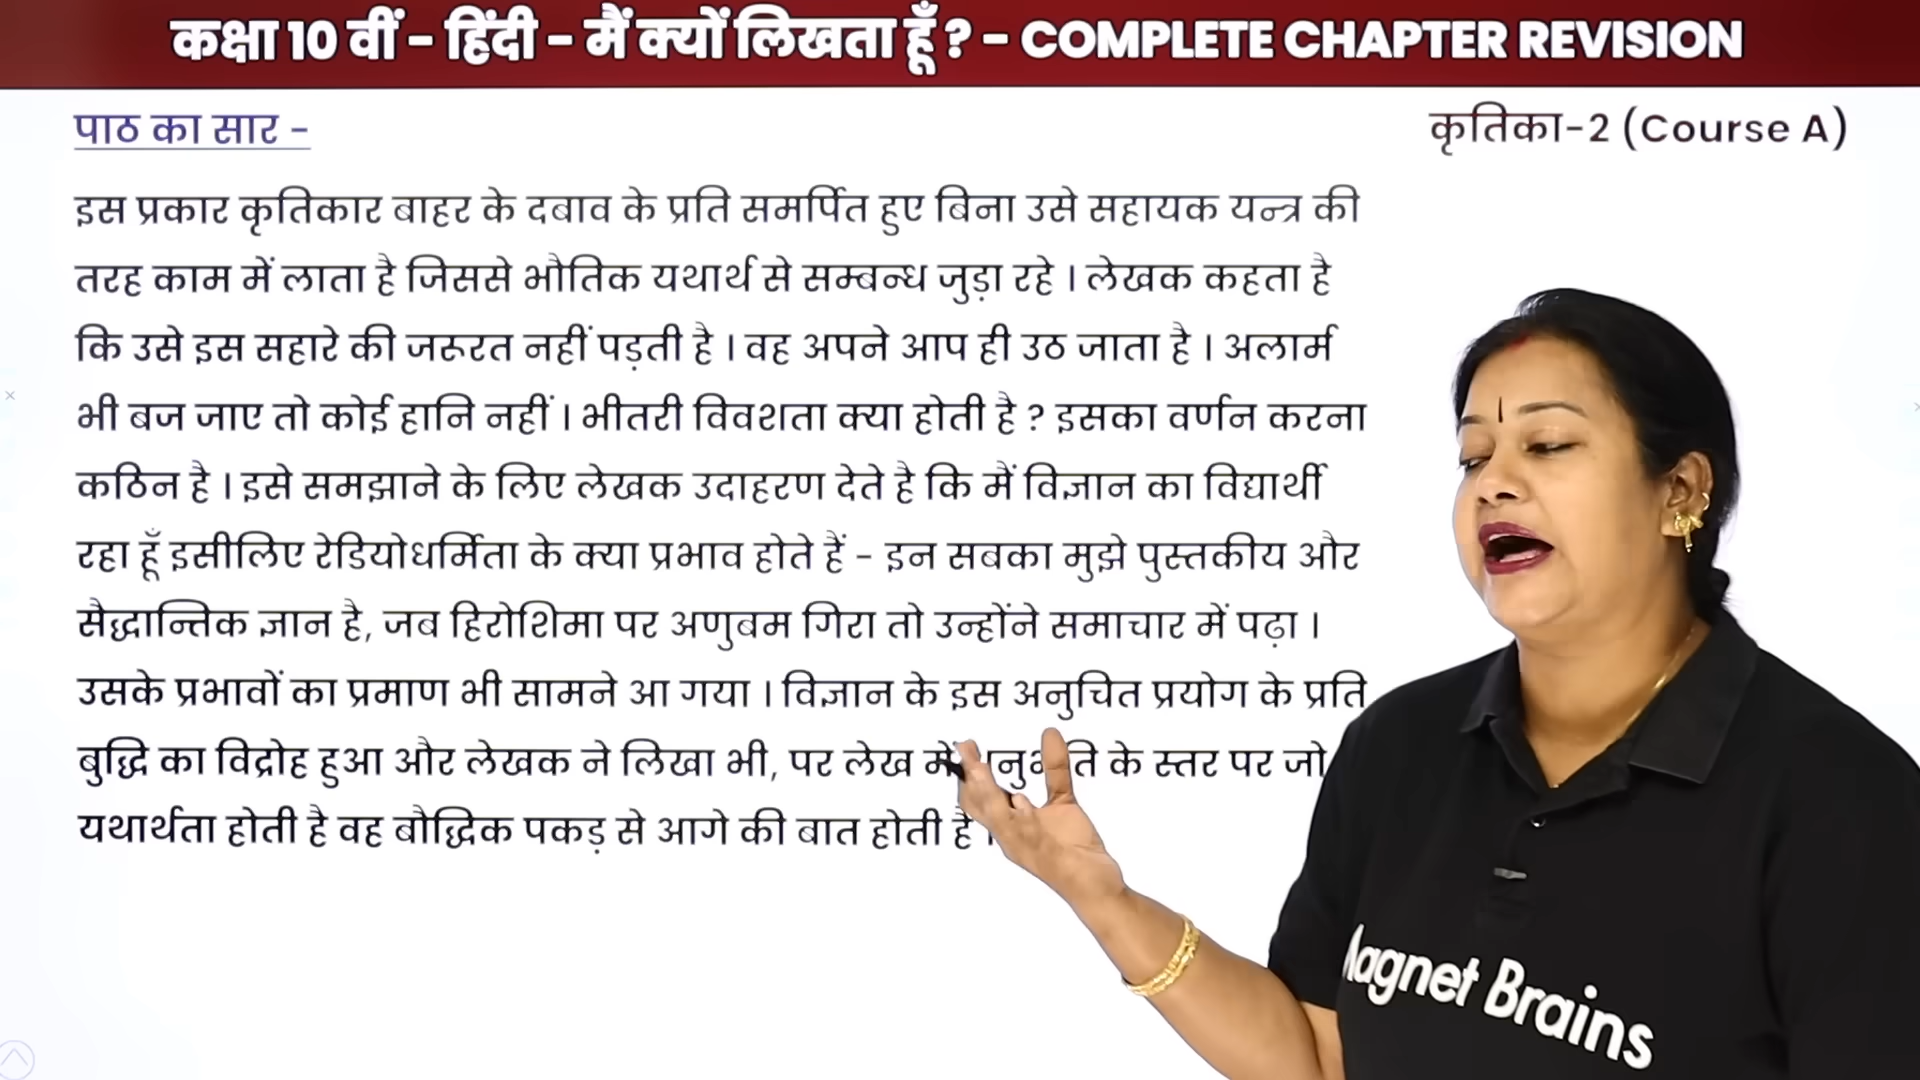 कक्षा 10 वीं - हिंदी - मैं क्यों लिखता हूँ ? - COMPLETE CHAPTER REVISION
पाठ का सार -
कृतिका-2 (Course A)
इस प्रकार कृतिकार बाहर के दबाव के प्रति समर्पित हुए बिना उसे सहायक यन्त्र की
तरह काम में लाता है जिससे भौतिक यथार्थ से सम्बन्ध जुड़ा रहे । लेखक कहता है
कि उसे इस सहारे की जरूरत नहीं पड़ती है । वह अपने आप ही उठ जाता है । अलार्म
भी बज जाए तो कोई हानि नहीं । भीतरी विवशता क्या होती है ? इसका वर्णन करना
कठिन है । इसे समझाने के लिए लेखक उदाहरण देते है कि मैं विज्ञान का विद्यार्थी
रहा हूँ इसीलिए रेडियोधर्मिता के क्या प्रभाव होते हैं - इन सबका मुझे पुस्तकीय और
सैद्धान्तिक ज्ञान है, जब हिरोशिमा पर अणुबम गिरा तो उन्होंने समाचार में पढ़ा ।
उसके प्रभावों का प्रमाण भी सामने आ गया । विज्ञान के इस अनुचित प्रयोग के प्रति
बुद्धि का विद्रोह हुआ और लेखक ने लिखा भी, पर लेख में के स्तर पर जो
यथार्थता होती है वह बौद्धिक पकड़ से आगे की बात होती है ।
Magnet Brains